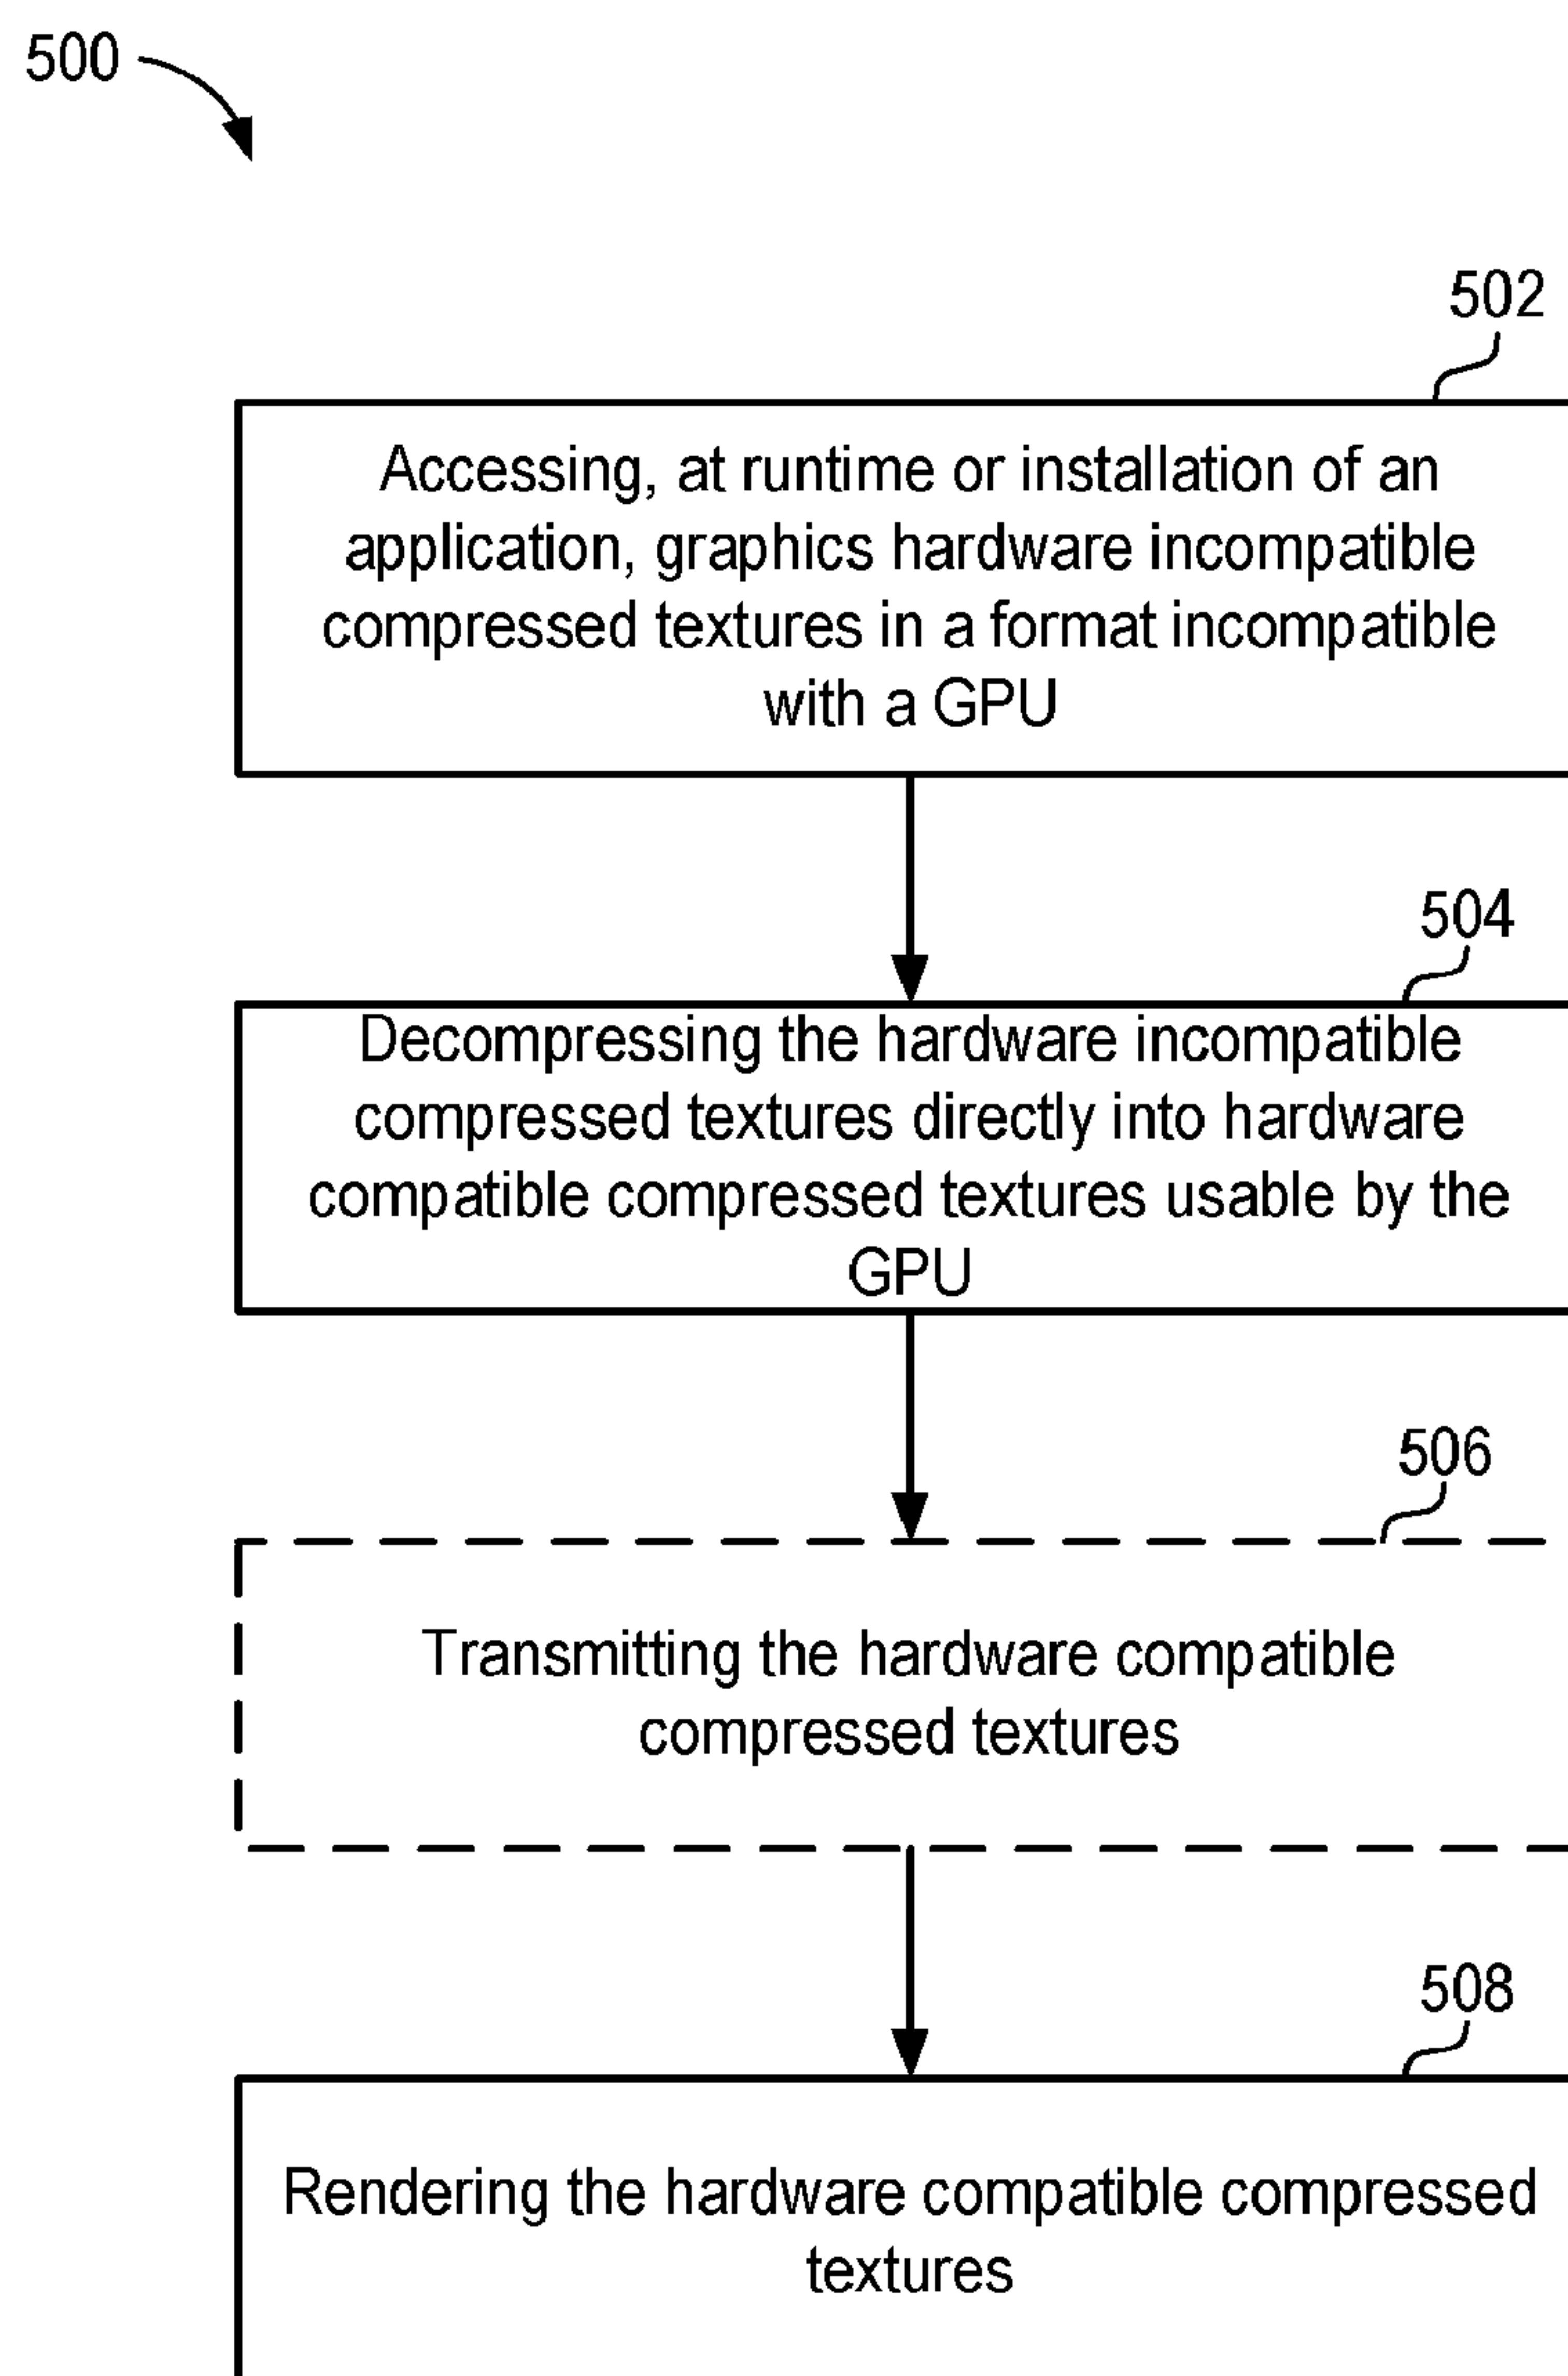 500
502
Accessing, at runtime or installation of an
application, graphics hardware incompatible
compressed textures in a format incompatible
with a GPU
504
Decompressing the hardware incompatible
compressed textures directly into hardware
compatible compressed textures usable by the
GPU
506
Transmitting the hardware compatible
compressed textures
508
Rendering the hardware compatible compressed
textures